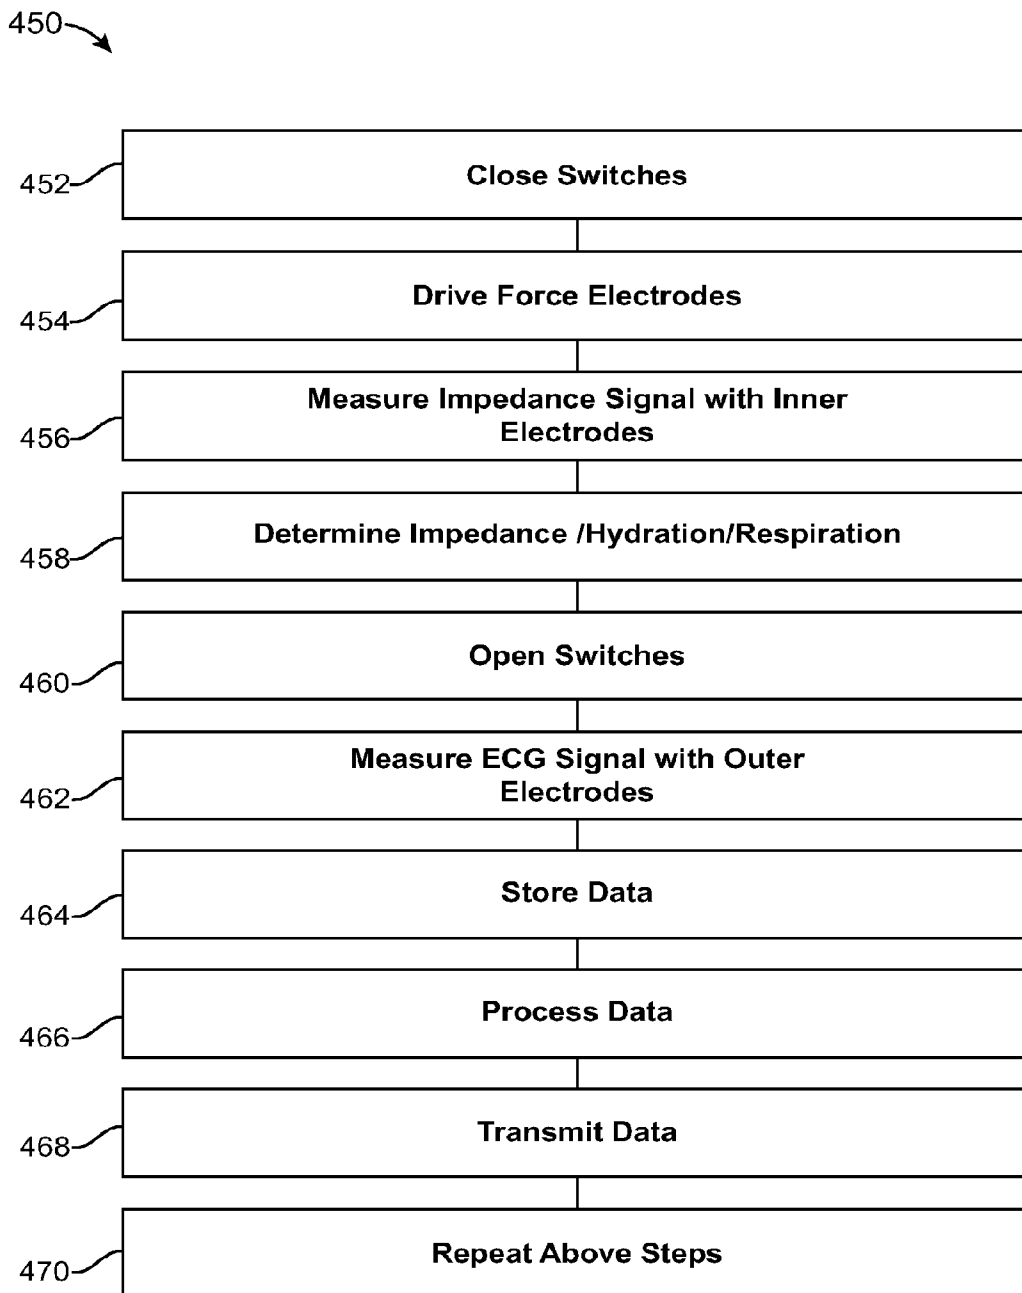 450
452
Close Switches
454
Drive Force Electrodes
456
Measure Impedance Signal with Inner
Electrodes
458
Determine Impedance /Hydration/Respiration
460
Open Switches
462
Measure ECG Signal with Outer
Electrodes
464
Store Data
466
Process Data
468
Transmit Data
470
Repeat Above Steps